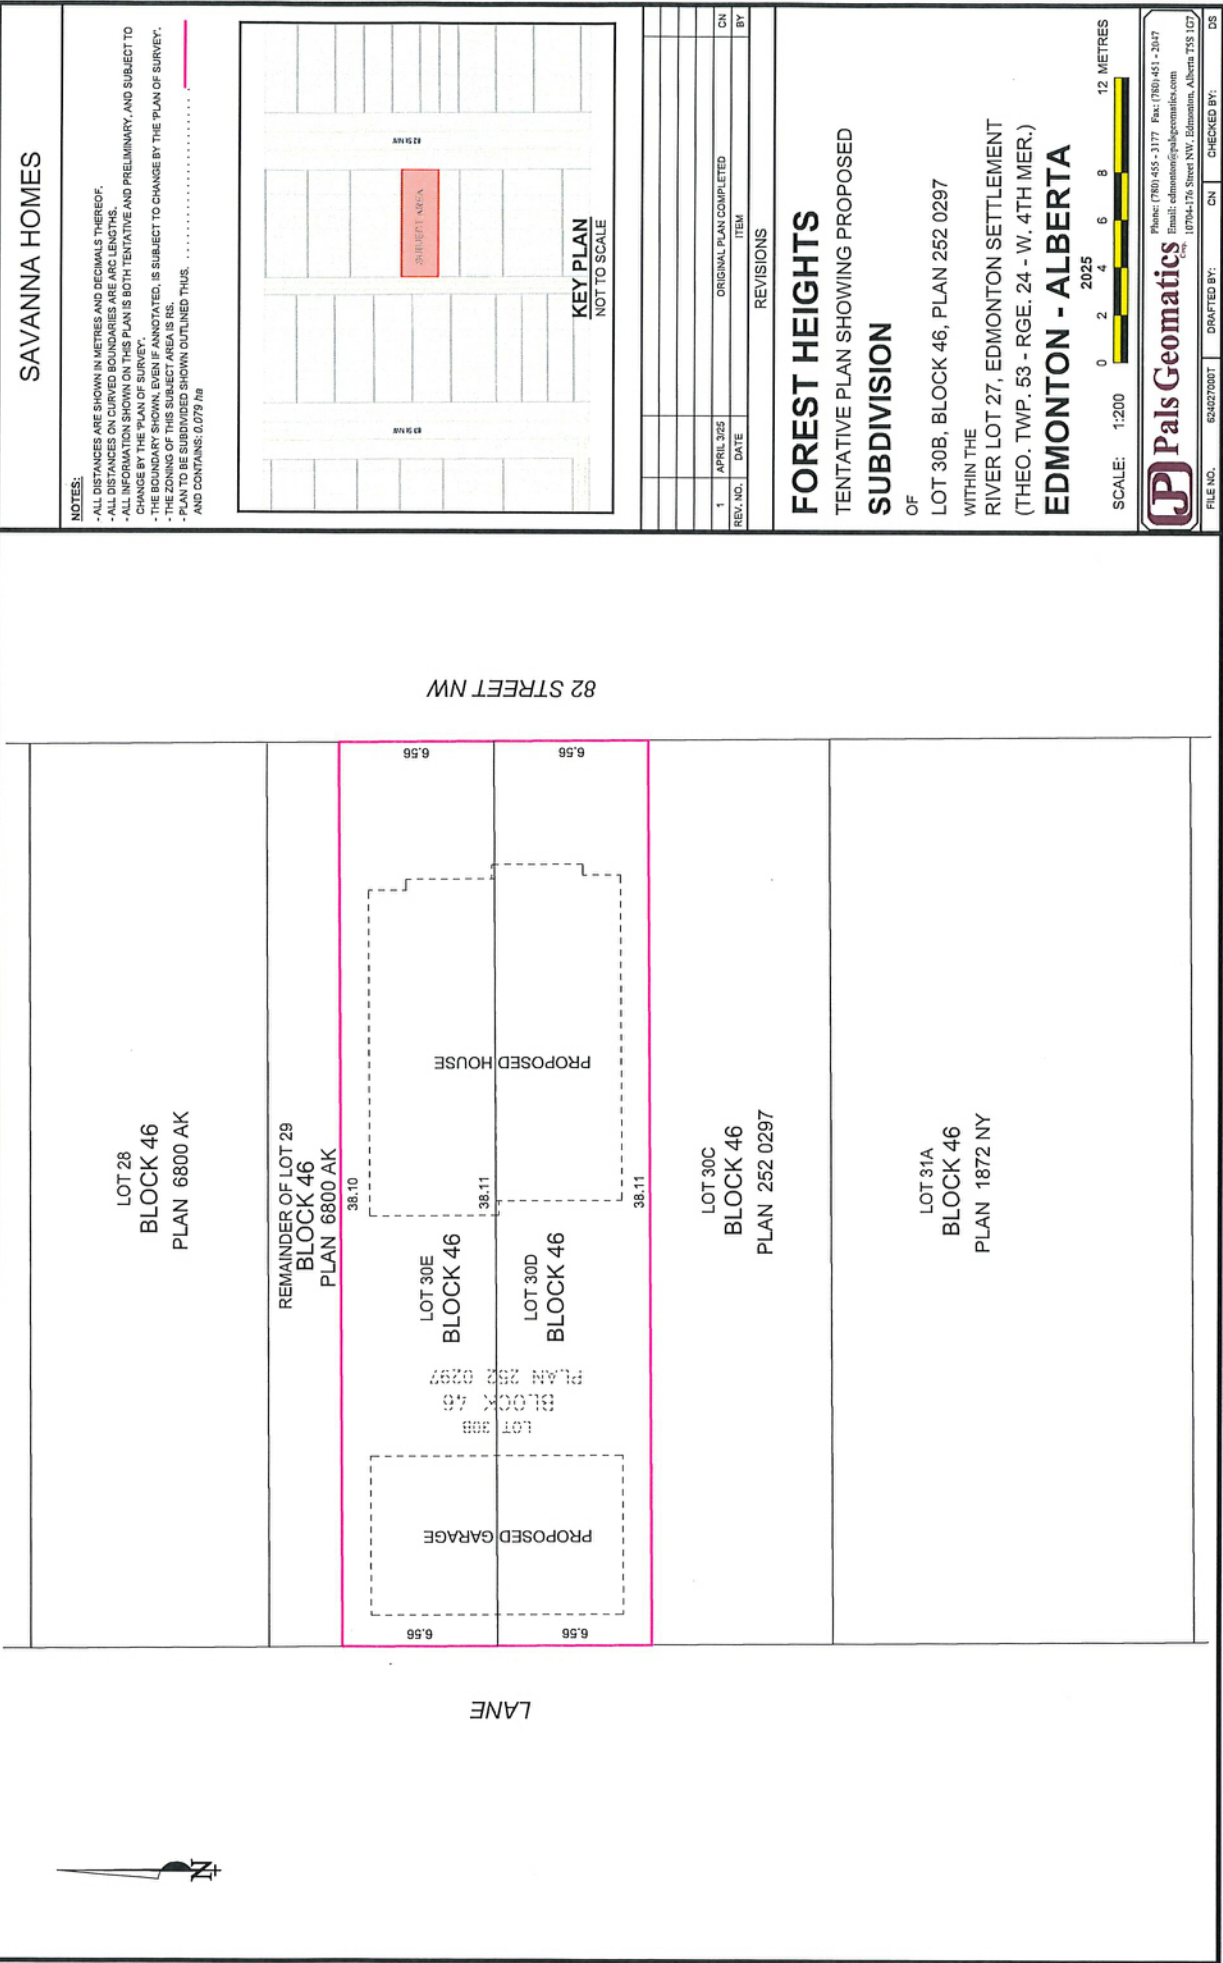 SAVANNA HOMES
NOTES:
- ALL DISTANCES ARE SHOWN IN METRES AND DECIMALS THEREOF.
- ALL DISTANCES ON CURVED BOUNDARIES ARE ARC LENGTHS.
- ALL INFORMATION SHOWN ON THIS PLAN IS BOTH TENTATIVE AND PRELIMINARY, AND SUBJECT TO
CHANGE BY THE 'PLAN OF SURVEY'.
- THE BOUNDARY SHOWN, EVEN IF ANNOTATED, IS SUBJECT TO CHANGE BY THE 'PLAN OF SURVEY'.
- THE ZONING OF THIS SUBJECT AREA IS RS.
- PLAN TO BE SUBDIVIDED SHOWN OUTLINED THUS.
AND CONTAINS: 0.079 ha
83 St NW
82 St NW
SUBJECT AREA
KEY PLAN
NOT TO SCALE
1 APRIL 3/25 ORIGINAL PLAN COMPLETED CN
REV. NO. DATE ITEM BY
REVISIONS
FOREST HEIGHTS
TENTATIVE PLAN SHOWING PROPOSED
SUBDIVISION
OF
LOT 30B, BLOCK 46, PLAN 252 0297
WITHIN THE
RIVER LOT 27, EDMONTON SETTLEMENT
(THEO. TWP. 53 - RGE. 24 - W. 4TH MER.)
EDMONTON - ALBERTA
2025
SCALE: 1:200
0 2 4 6 8 12 METRES
Pals Geomatics Corp.
Phone: (780) 455 - 3177 Fax: (780) 451 - 2047
Email: edmonton@palsgeomatics.com
10704-176 Street NW, Edmonton, Alberta T5S 1G7
FILE NO. 62402700OT DRAFTED BY: CN CHECKED BY: DS
82 STREET NW
LOT 28
BLOCK 46
PLAN 6800 AK
REMAINDER OF LOT 29
BLOCK 46
PLAN 6800 AK
38.10
6.56
6.56
PROPOSED HOUSE
38.11
38.11
LOT 30E
BLOCK 46
LOT 30D
BLOCK 46
LOT 30B
BLOCK 46
PLAN 252 0297
PROPOSED GARAGE
6.56
6.56
LOT 30C
BLOCK 46
PLAN 252 0297
LOT 31A
BLOCK 46
PLAN 1872 NY
LANE
N